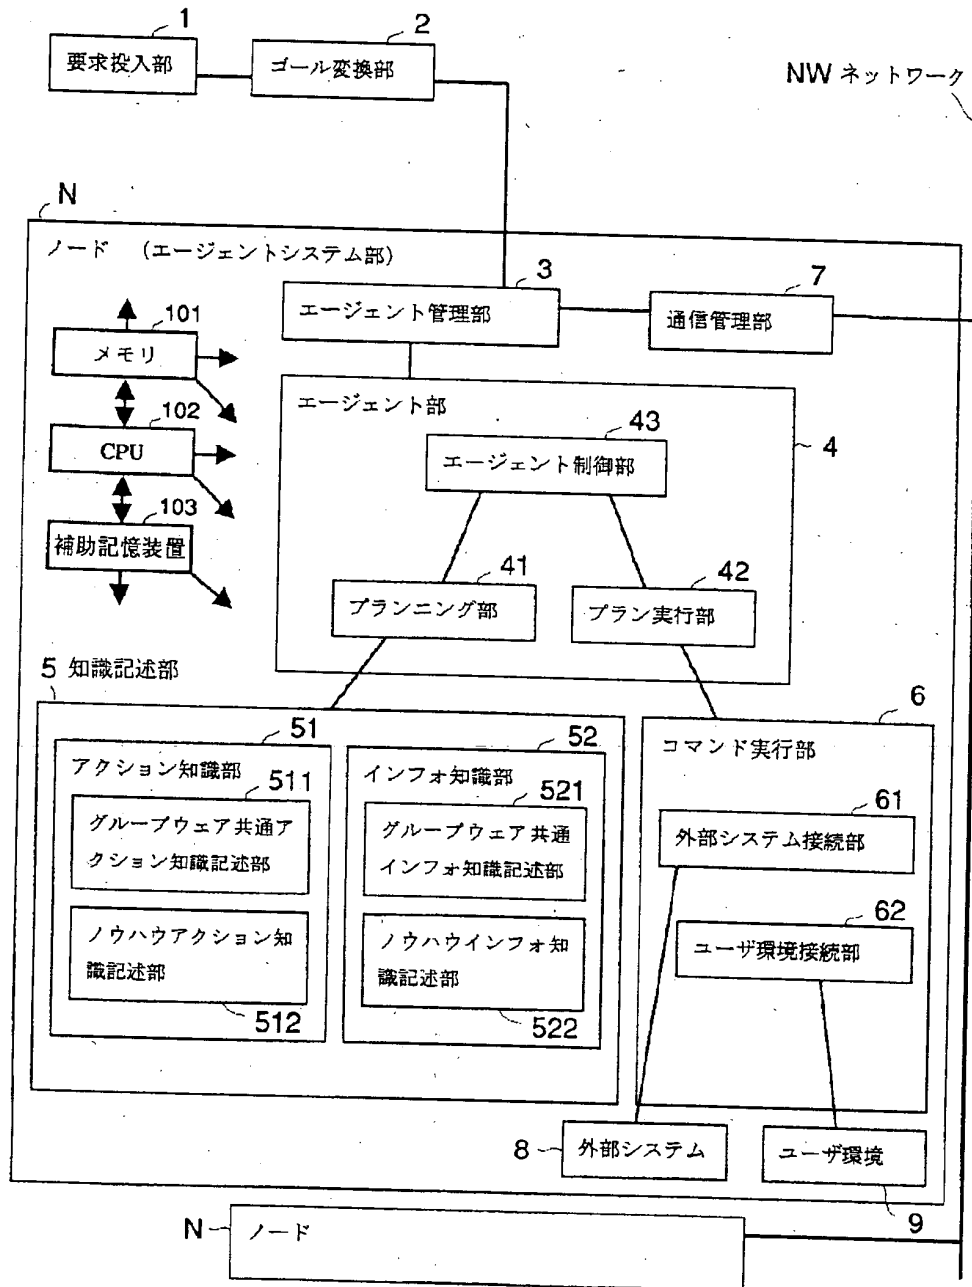 1
2
要求投入部
ゴール変換部
NW ネットワーク
N
ノード (エージェントシステム部)
3
7
エージェント管理部
通信管理部
101
メモリ
102
CPU
103
補助記憶装置
エージェント部
43
4
エージェント制御部
41
42
プランニング部
プラン実行部
5 知識記述部
6
51
52
コマンド実行部
アクション知識部
インフォ知識部
511
521
61
グループウェア共通ア
クション知識記述部
グループウェア共通
インフォ知識記述部
外部システム接続部
62
ノウハウアクション知
識記述部
ノウハウインフォ知
識記述部
ユーザ環境接続部
512
522
8
外部システム
ユーザ環境
9
N
ノード